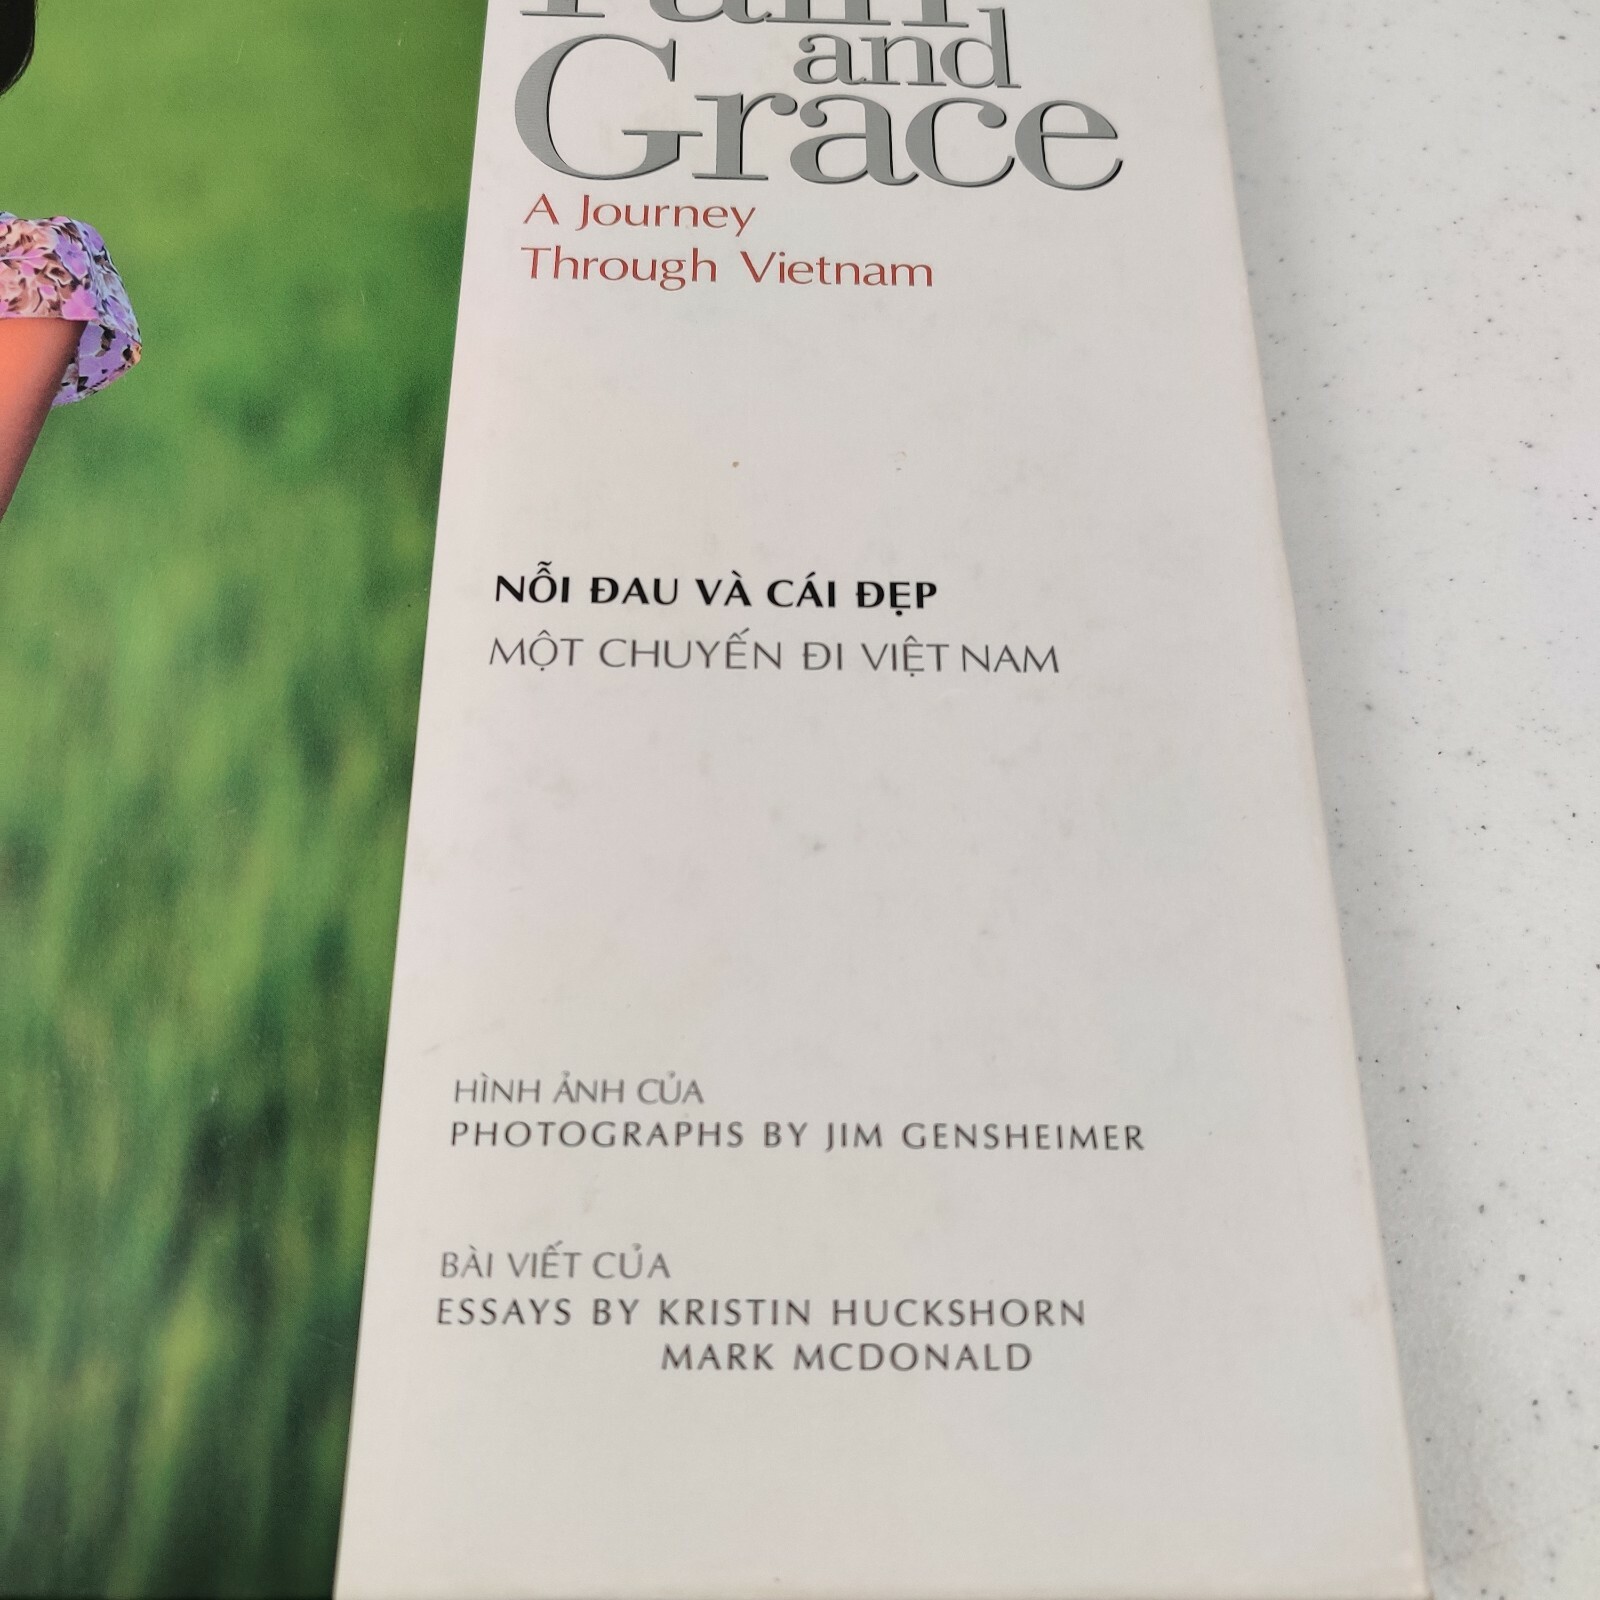 and
Grace
A Journey
Through Vietnam
NỖI ĐAU VÀ CÁI ĐẸP
MỘT CHUYẾN ĐI VIỆT NAM
HÌNH ẢNH CỦA
PHOTOGRAPHS BY JIM GENSHEIMER
BÀI VIẾT CỦA
ESSAYS BY KRISTIN HUCKSHORN
MARK MCDONALD